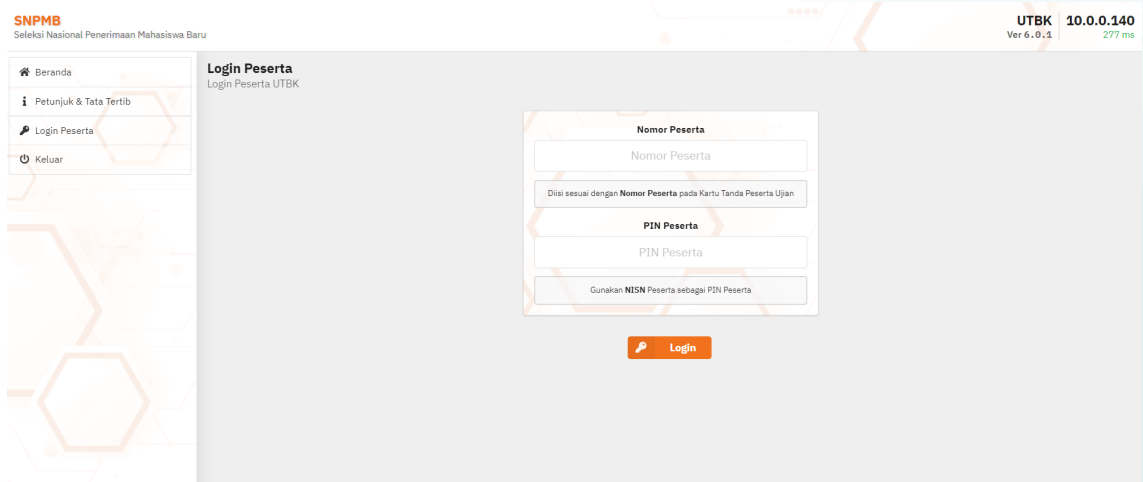 SNPMB
Seleksi Nasional Penerimaan Mahasiswa Baru
UTBK
Ver 6.0.1
10.0.0.140
277 ms
Beranda
Petunjuk & Tata Tertib
Login Peserta
Keluar
Login Peserta
Login Peserta UTBK
Nomor Peserta
Nomor Peserta
Diisi sesuai dengan Nomor Peserta pada Kartu Tanda Peserta Ujian
PIN Peserta
PIN Peserta
Gunakan NISN Peserta sebagai PIN Peserta
Login